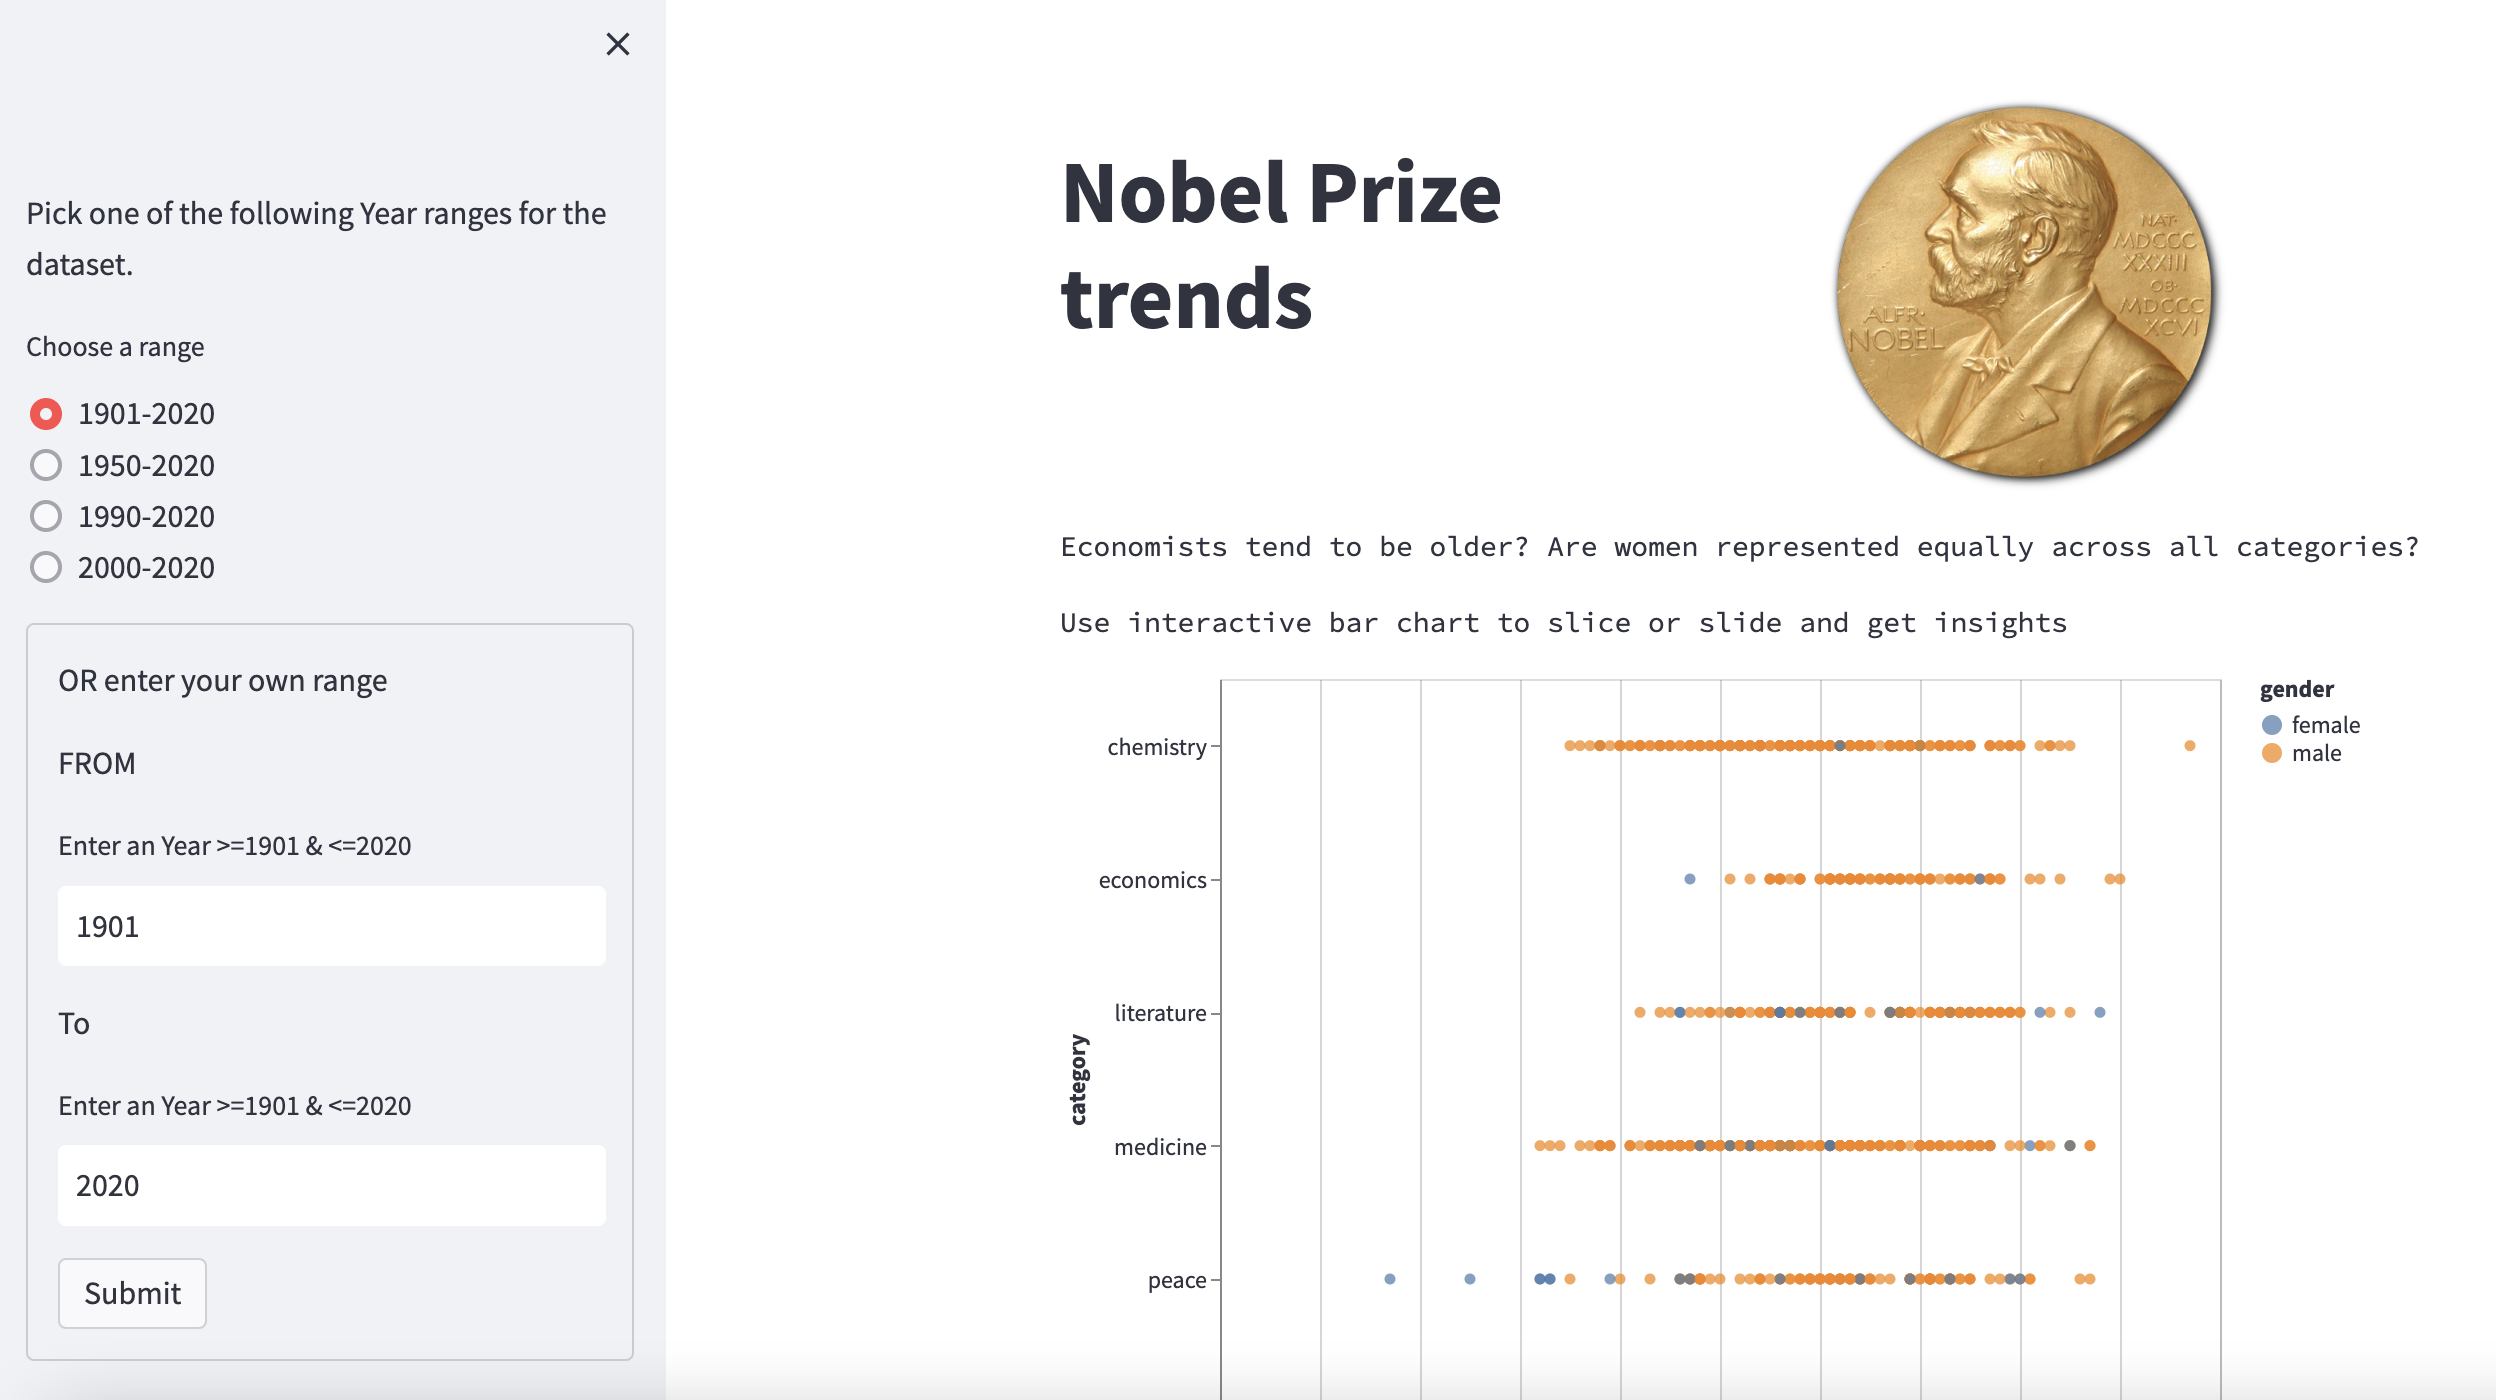 Pick one of the following Year ranges for the
dataset.
Choose a range
1901-2020
1950-2020
1990-2020
2000-2020
OR enter your own range
FROM
Enter an Year >=1901 & <=2020
1901
To
Enter an Year >=1901 & <=2020
2020
Submit
Nobel Prize
trends
ALFR·
NOBEL
NAT·
MDCCC
XXXIII
OB·
MDCCC
XCVI
Economists tend to be older? Are women represented equally across all categories?
Use interactive bar chart to slice or slide and get insights
gender
female
male
category
chemistry
economics
literature
medicine
peace